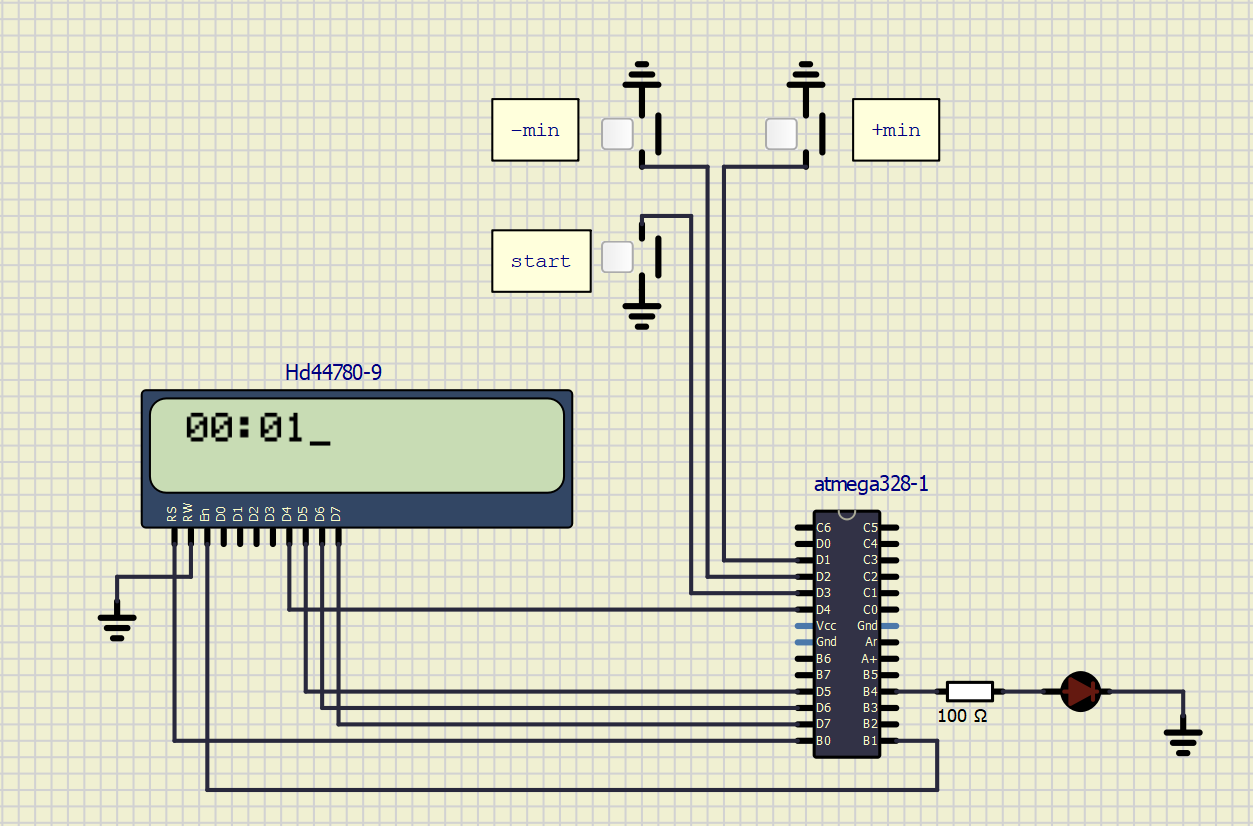 -min
+min
start
Hd44780-9
00:01_
RS RW En D0 D1 D2 D3 D4 D5 D6 D7
atmega328-1
C6 C5
D0 C4
D1 C3
D2 C2
D3 C1
D4 C0
Vcc Gnd
Gnd Ar
B6 A+
B7 B5
D5 B4
D6 B3
D7 B2
B0 B1
100 Ω